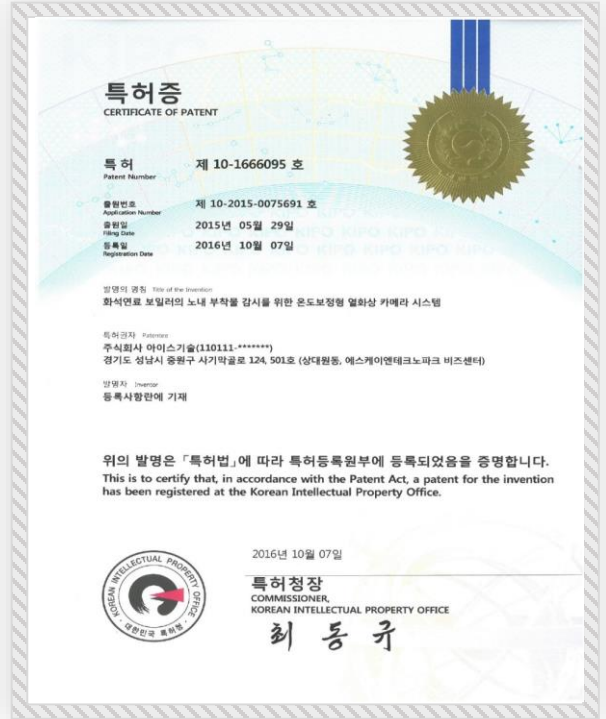 특허증
CERTIFICATE OF PATENT
특 허 제 10-1666095 호
Patent Number
출원번호 제 10-2015-0075691 호
Application Number
출원일 2015년 05월 29일
Filing Date
등록일 2016년 10월 07일
Registration Date
발명의 명칭 Title of the Invention
화석연료 보일러의 노내 부착물 감시를 위한 온도보정형 열화상 카메라 시스템
특허권자 Patentee
주식회사 아이스기술(110111-*******)
경기도 성남시 중원구 사기막골로 124, 501호 (상대원동, 에스케이엔테크노파크 비즈센터)
발명자 Inventor
등록사항란에 기재
위의 발명은 「특허법」에 따라 특허등록원부에 등록되었음을 증명합니다.
This is to certify that, in accordance with the Patent Act, a patent for the invention
has been registered at the Korean Intellectual Property Office.
2016년 10월 07일
특허청장
COMMISSIONER,
KOREAN INTELLECTUAL PROPERTY OFFICE
최동규
KOREAN INTELLECTUAL PROPERTY OFFICE
대한민국 특허청